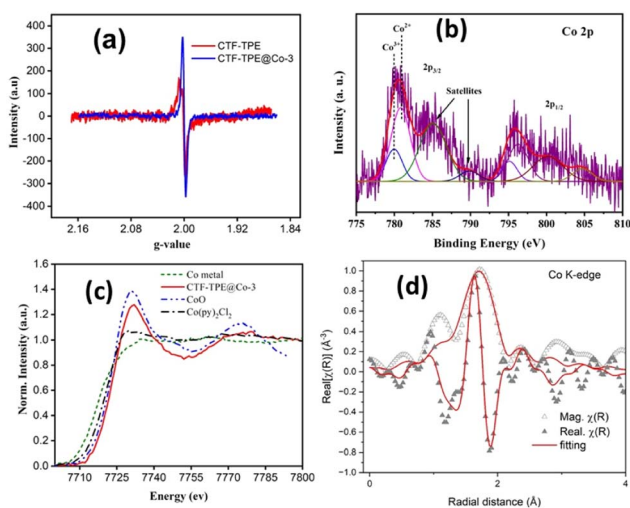 (a)
CTF-TPE
CTF-TPE@Co-3
400
300
200
100
0
-100
-200
-300
-400
Intensity (a.u)
2.16 2.08 2.00 1.92 1.84
g-value
(b)
Co 2p
Co2+
Co3+
2p3/2
Satellites
2p1/2
Intensity (a. u.)
775 780 785 790 795 800 805 810
Binding Energy (eV)
(c)
Co metal
CTF-TPE@Co-3
CoO
Co(py)2Cl2
1.6
1.4
1.2
1.0
0.8
0.6
0.4
0.2
0.0
Norm. Intensity (a.u.)
7710 7725 7740 7755 7770 7785 7800
Energy (ev)
(d)
Co K-edge
1.0
0.8
0.6
0.4
0.2
0.0
-0.2
-0.4
-0.6
-0.8
-1.0
Real[χ(R)] (Å-3)
Mag. χ(R)
Real. χ(R)
fitting
0 1 2 3 4
Radial distance (Å)